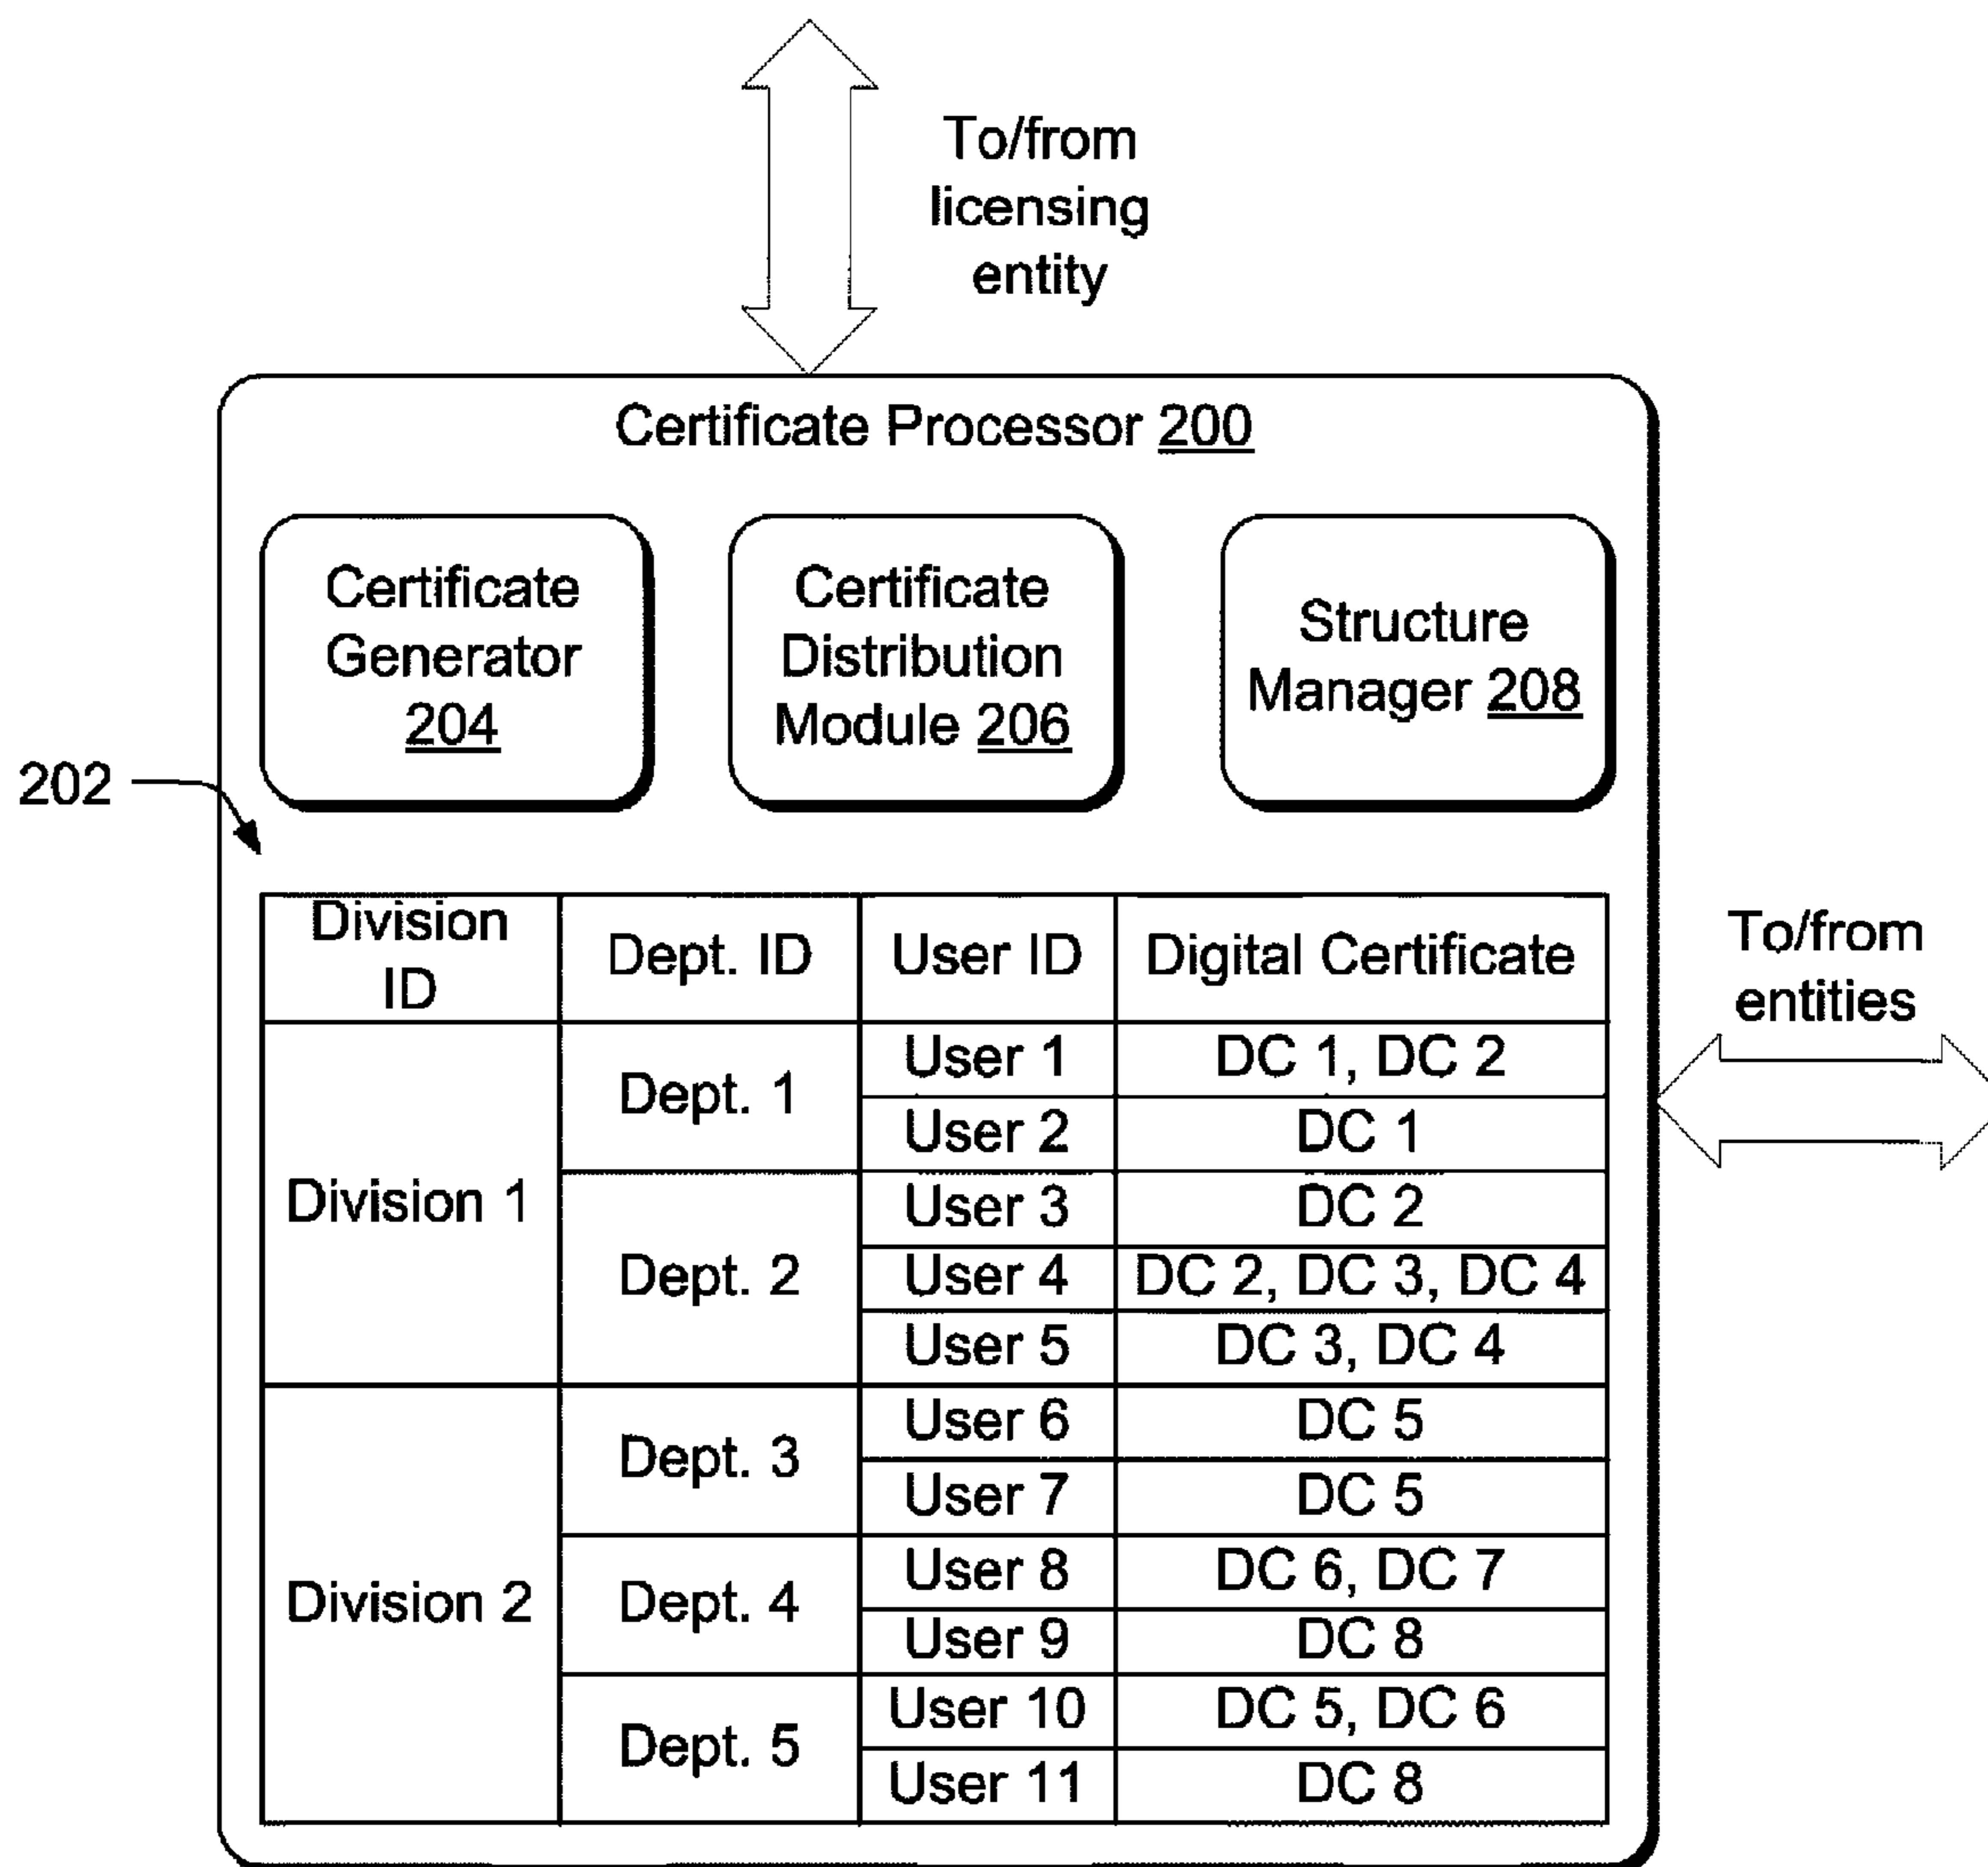 To/from
licensing
entity
Certificate Processor 200
Certificate
Generator
204
Certificate
Distribution
Module 206
Structure
Manager 208
202
Division
ID
Dept. ID
User ID
Digital Certificate
To/from
entities
Division 1
Dept. 1
User 1
DC 1, DC 2
User 2
DC 1
Dept. 2
User 3
DC 2
User 4
DC 2, DC 3, DC 4
User 5
DC 3, DC 4
Division 2
Dept. 3
User 6
DC 5
User 7
DC 5
Dept. 4
User 8
DC 6, DC 7
User 9
DC 8
Dept. 5
User 10
DC 5, DC 6
User 11
DC 8